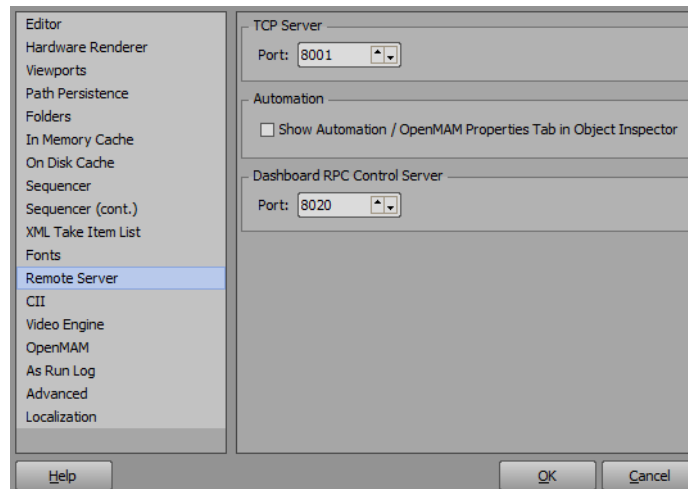 Editor
Hardware Renderer
Viewports
Path Persistence
Folders
In Memory Cache
On Disk Cache
Sequencer
Sequencer (cont.)
XML Take Item List
Fonts
Remote Server
CII
Video Engine
OpenMAM
As Run Log
Advanced
Localization
TCP Server
Port: 8001
Automation
Show Automation / OpenMAM Properties Tab in Object Inspector
Dashboard RPC Control Server
Port: 8020
Help
OK
Cancel